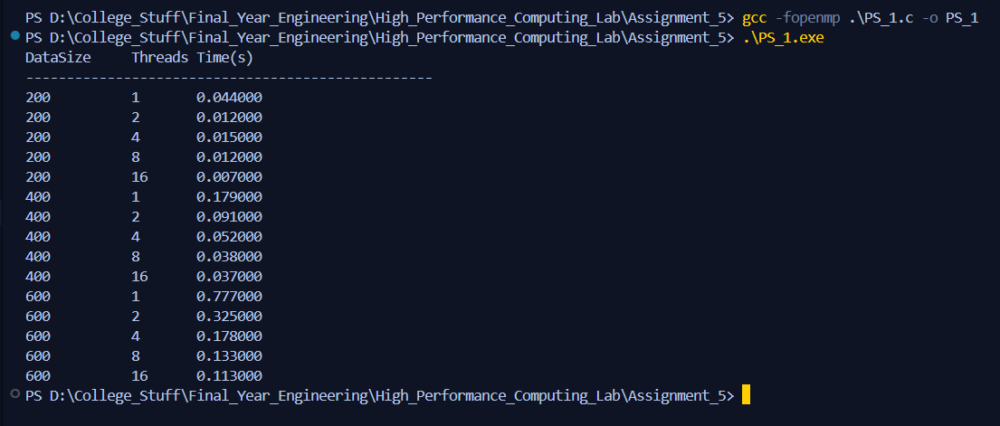 PS D:\College_Stuff\Final_Year_Engineering\High_Performance_Computing_Lab\Assignment_5> gcc -fopenmp .\PS_1.c -o PS_1
PS D:\College_Stuff\Final_Year_Engineering\High_Performance_Computing_Lab\Assignment_5> .\PS_1.exe
DataSize Threads Time(s)
--------------------------------------------------
200 1 0.044000
200 2 0.012000
200 4 0.015000
200 8 0.012000
200 16 0.007000
400 1 0.179000
400 2 0.091000
400 4 0.052000
400 8 0.038000
400 16 0.037000
600 1 0.777000
600 2 0.325000
600 4 0.178000
600 8 0.133000
600 16 0.113000
PS D:\College_Stuff\Final_Year_Engineering\High_Performance_Computing_Lab\Assignment_5>